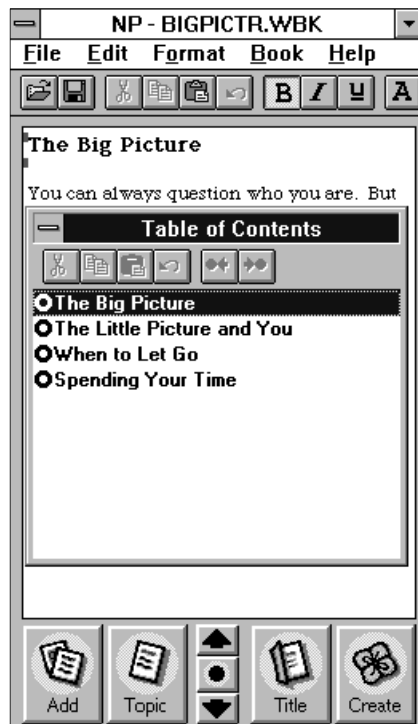 NP - BIGPICTR.WBK
File Edit Format Book Help
B I U A
The Big Picture
You can always question who you are. But
Table of Contents
The Big Picture
The Little Picture and You
When to Let Go
Spending Your Time
Add Topic Title Create